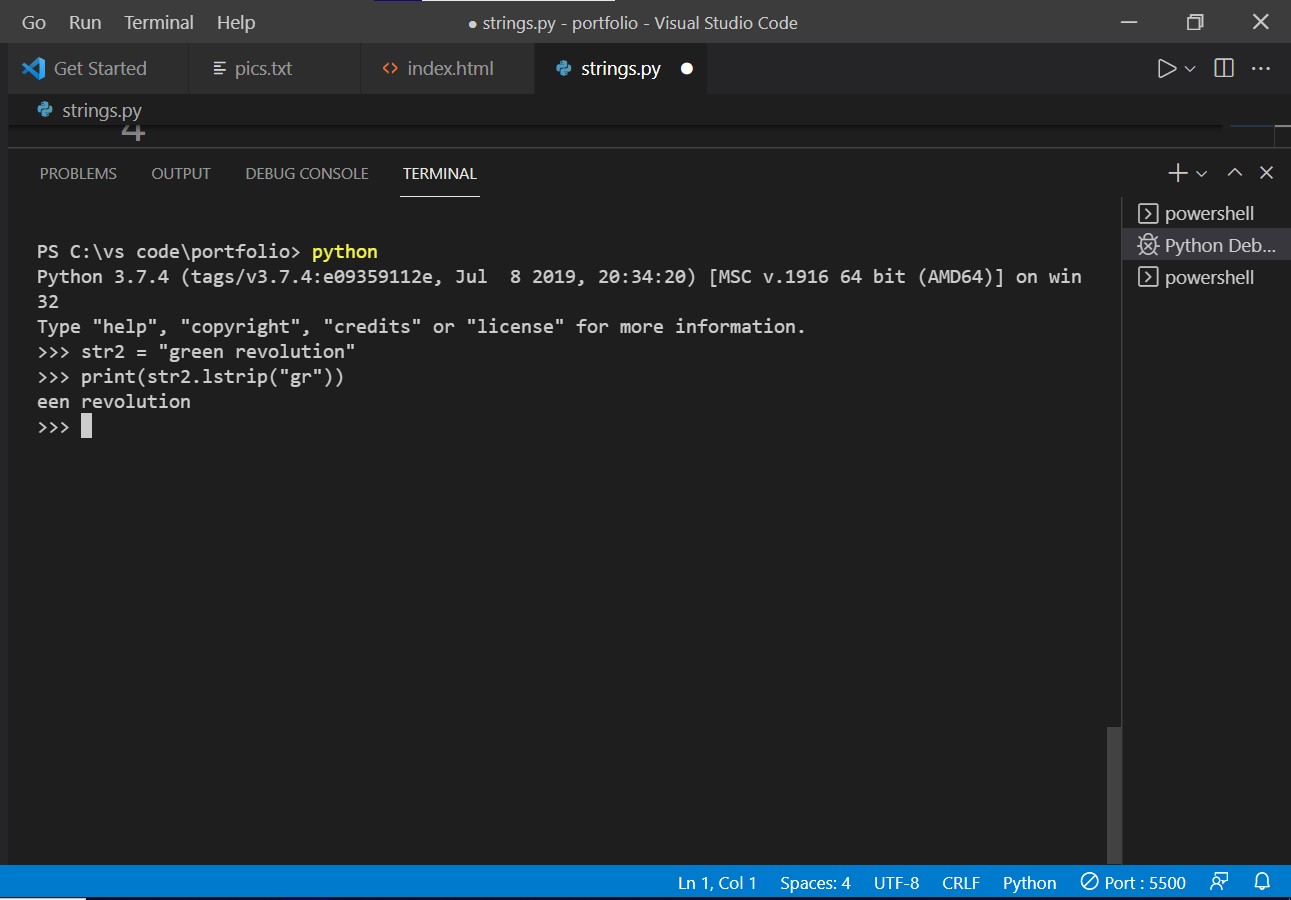 Go Run Terminal Help ● strings.py - portfolio - Visual Studio Code
Get Started pics.txt index.html strings.py
strings.py
4
PROBLEMS OUTPUT DEBUG CONSOLE TERMINAL
powershell
Python Deb...
powershell
PS C:\vs code\portfolio> python
Python 3.7.4 (tags/v3.7.4:e09359112e, Jul  8 2019, 20:34:20) [MSC v.1916 64 bit (AMD64)] on win
32
Type "help", "copyright", "credits" or "license" for more information.
>>> str2 = "green revolution"
>>> print(str2.lstrip("gr"))
een revolution
>>>
Ln 1, Col 1 Spaces: 4 UTF-8 CRLF Python Port : 5500